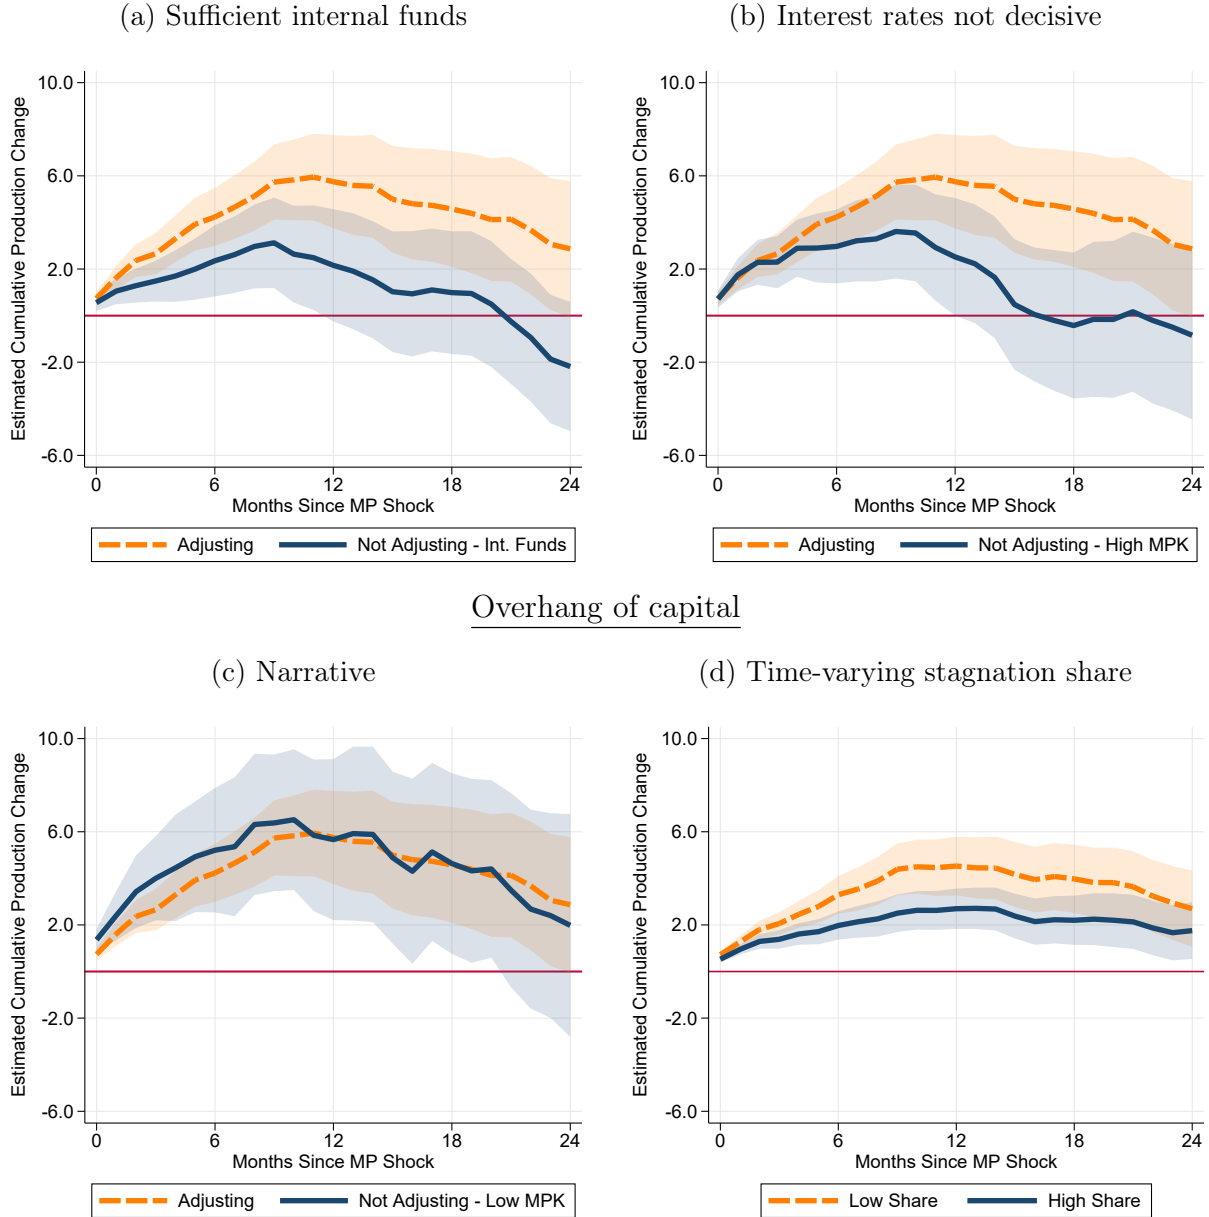 (a) Sufficient internal funds
(b) Interest rates not decisive
Estimated Cumulative Production Change
10.0
6.0
2.0
-2.0
-6.0
0
6
12
18
24
Months Since MP Shock
Adjusting
Not Adjusting - Int. Funds
Estimated Cumulative Production Change
10.0
6.0
2.0
-2.0
-6.0
0
6
12
18
24
Months Since MP Shock
Adjusting
Not Adjusting - High MPK
Overhang of capital
(c) Narrative
(d) Time-varying stagnation share
Estimated Cumulative Production Change
10.0
6.0
2.0
-2.0
-6.0
0
6
12
18
24
Months Since MP Shock
Adjusting
Not Adjusting - Low MPK
Estimated Cumulative Production Change
10.0
6.0
2.0
-2.0
-6.0
0
6
12
18
24
Months Since MP Shock
Low Share
High Share